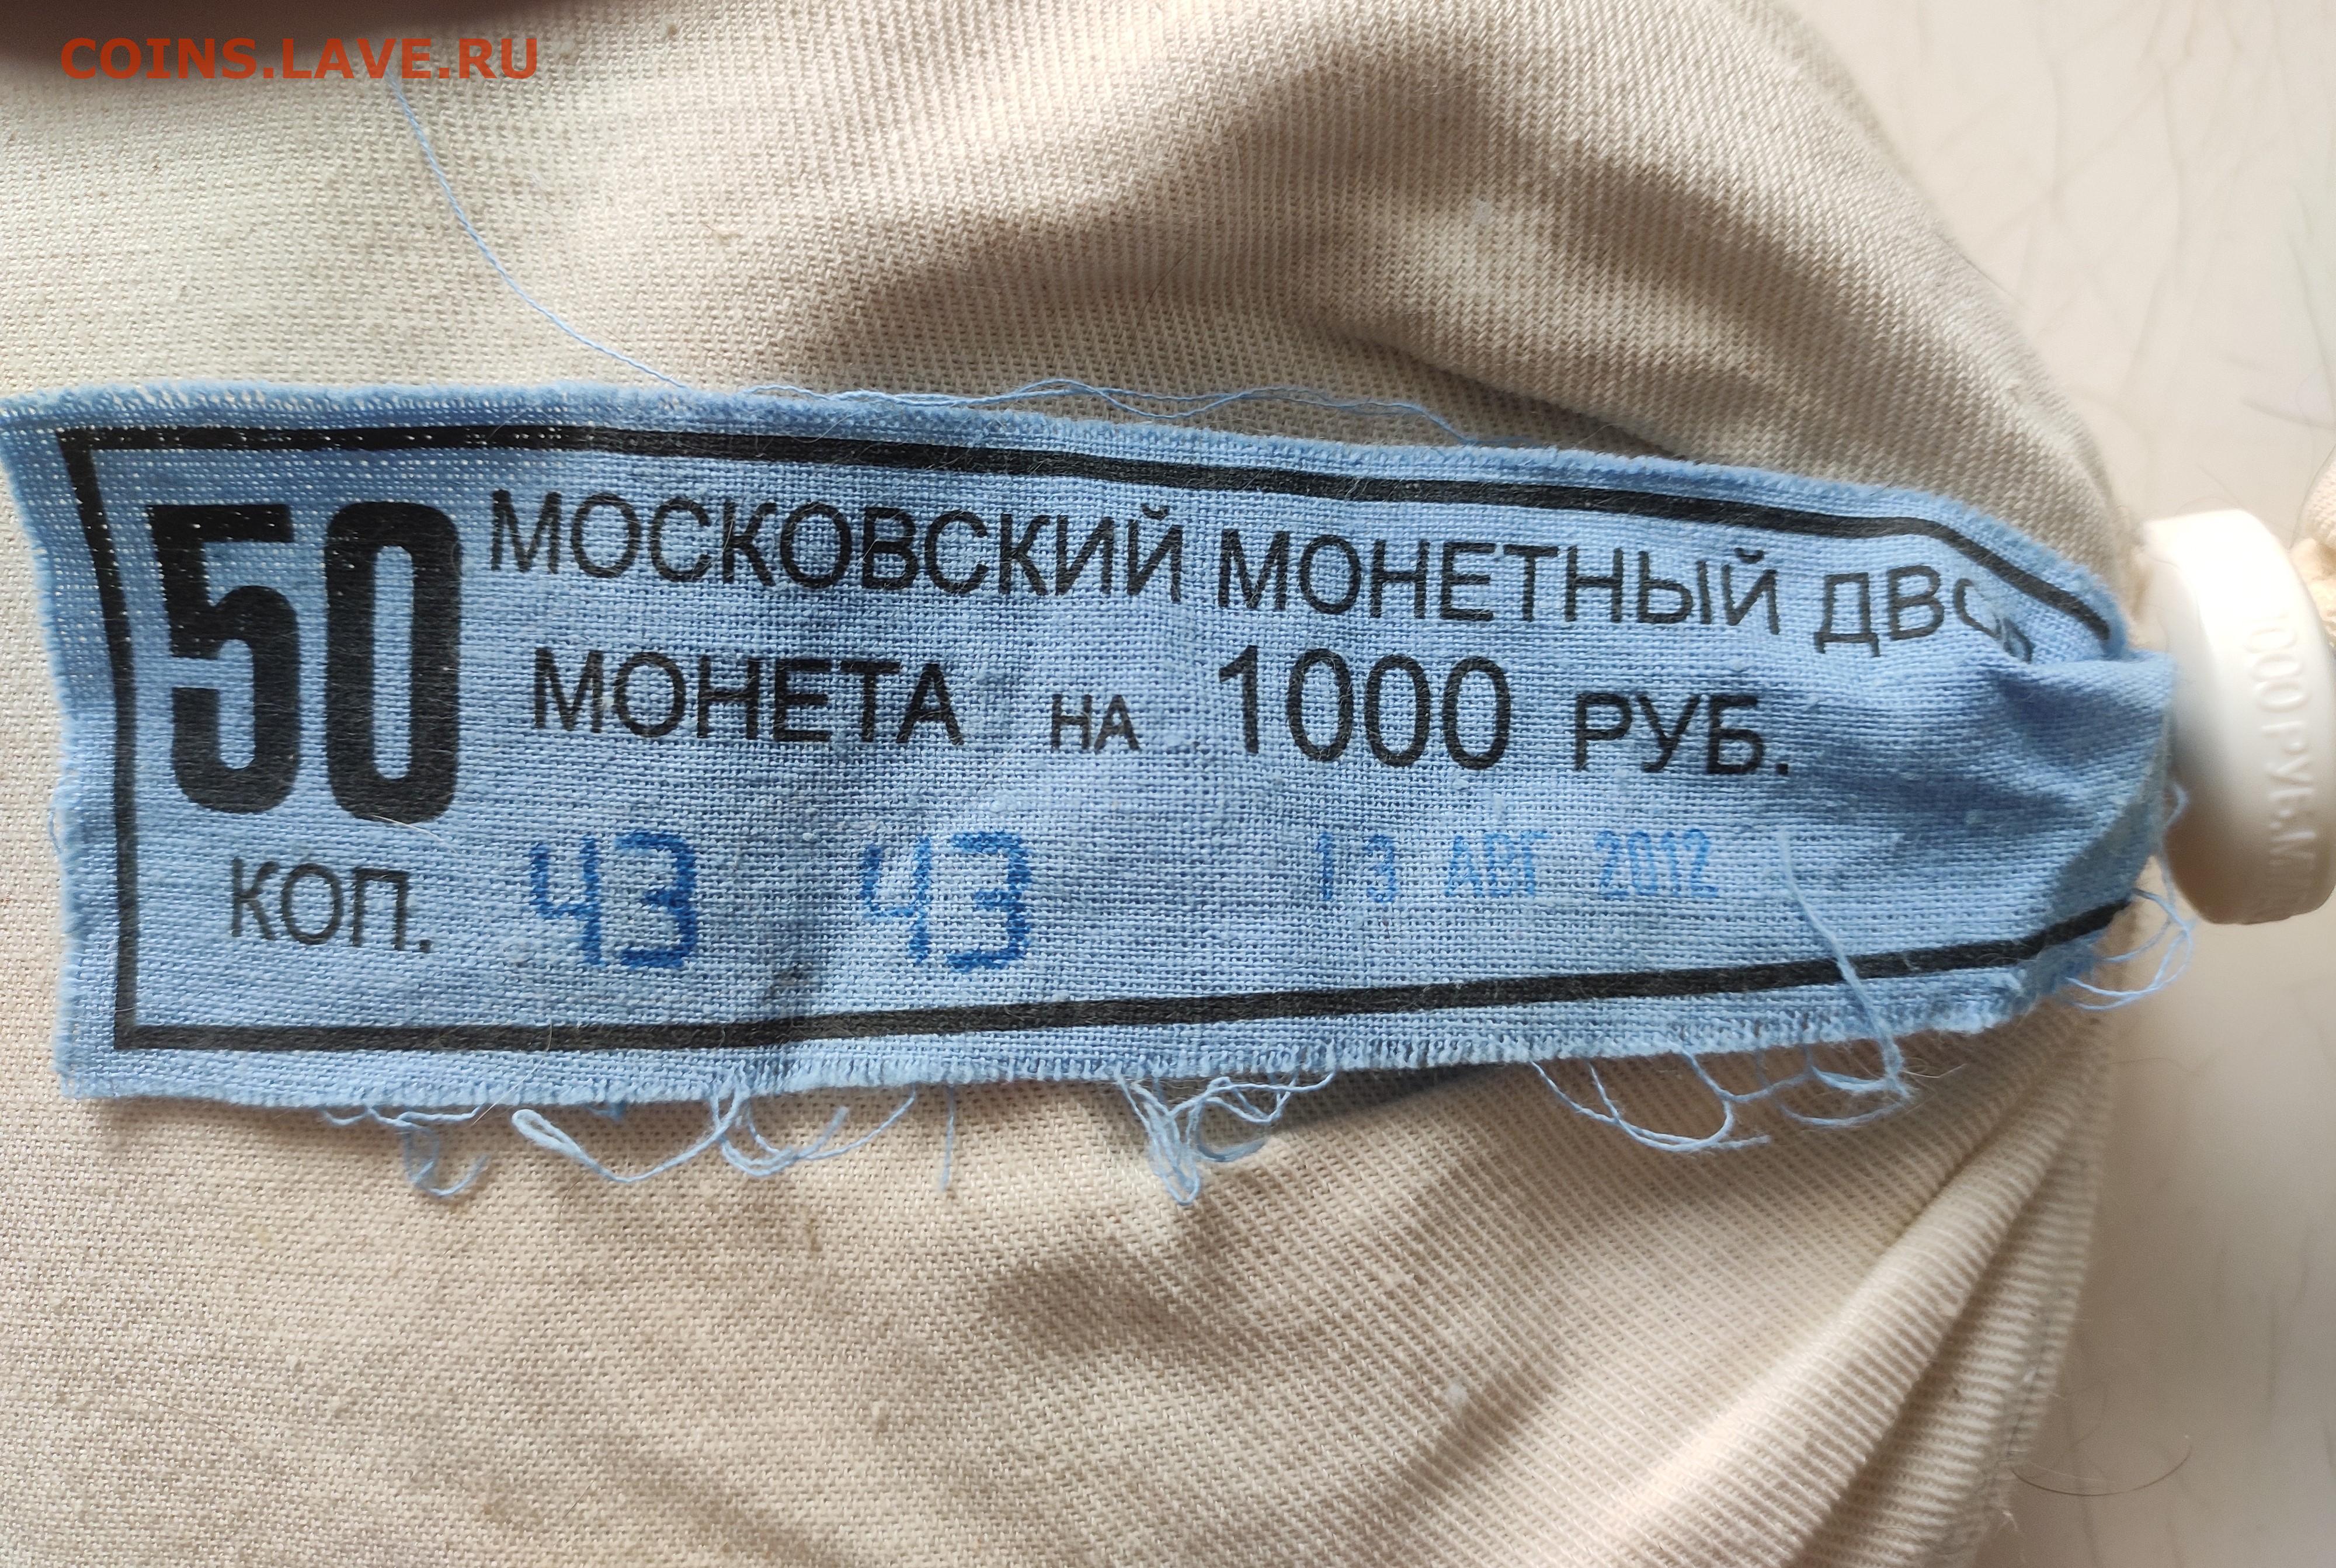 COINS.LAVE.RU
50 МОСКОВСКИЙ МОНЕТНЫЙ ДВОР
МОНЕТА НА 1000 РУБ.
КОП. 43 43 13 АВГ 2012